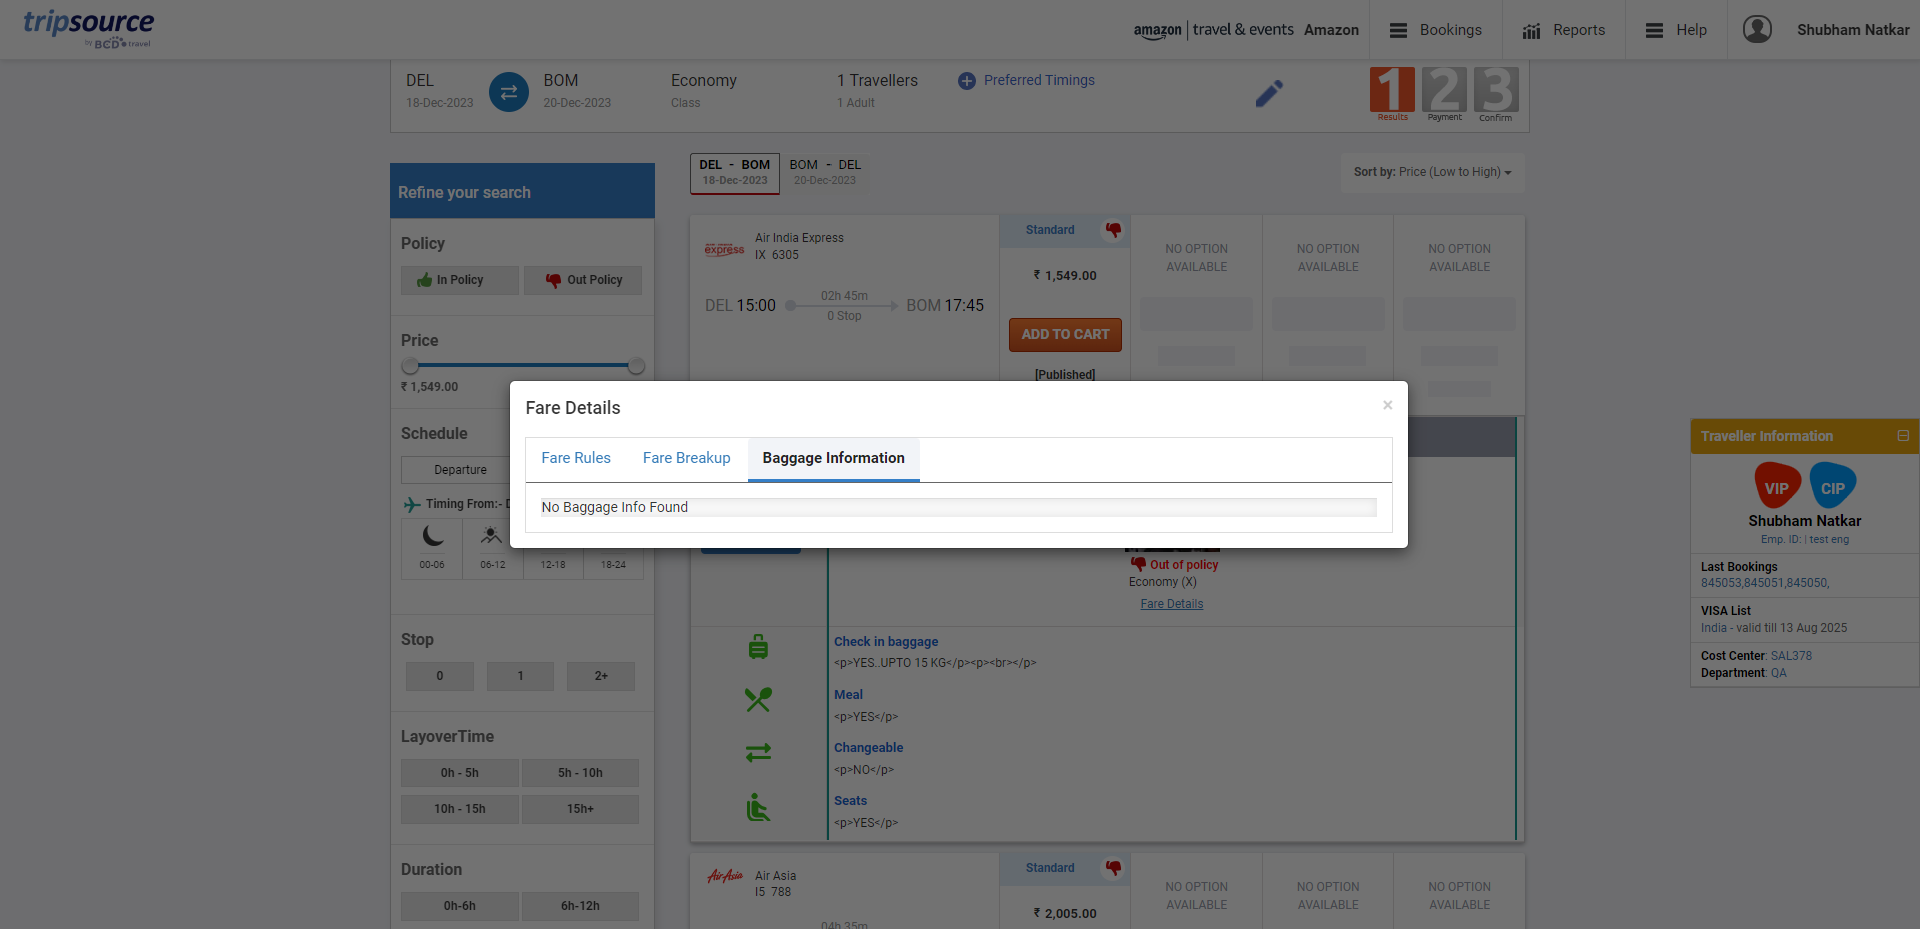 tripsource
by BCD travel
amazon | travel & events Amazon
Bookings
Reports
Help
Shubham Natkar
DEL
18-Dec-2023
BOM
20-Dec-2023
Economy
Class
1 Travellers
1 Adult
Preferred Timings
1 2 3
Results Payment Confirm
Refine your search
Policy
In Policy Out Policy
Price
₹ 1,549.00
Schedule
Departure
Timing From:- D
00-06 06-12 12-18 18-24
Stop
0 1 2+
LayoverTime
0h - 5h 5h - 10h
10h - 15h 15h+
Duration
0h-6h 6h-12h
DEL - BOM
18-Dec-2023
BOM - DEL
20-Dec-2023
Sort by: Price (Low to High)
express
Air India Express
IX 6305
DEL 15:00
02h 45m
0 Stop
BOM 17:45
Standard
₹ 1,549.00
ADD TO CART
[Published]
NO OPTION
AVAILABLE
NO OPTION
AVAILABLE
NO OPTION
AVAILABLE
Fare Details ×
Fare Rules Fare Breakup Baggage Information
No Baggage Info Found
Out of policy
Economy (X)
Fare Details
Check in baggage
<p>YES..UPTO 15 KG</p><p><br></p>
Meal
<p>YES</p>
Changeable
<p>NO</p>
Seats
<p>YES</p>
AirAsia
Air Asia
I5 788
04h 35m
Standard
₹ 2,005.00
NO OPTION
AVAILABLE
NO OPTION
AVAILABLE
NO OPTION
AVAILABLE
Traveller Information
VIP CIP
Shubham Natkar
Emp. ID: | test eng
Last Bookings
845053,845051,845050,
VISA List
India - valid till 13 Aug 2025
Cost Center: SAL378
Department: QA